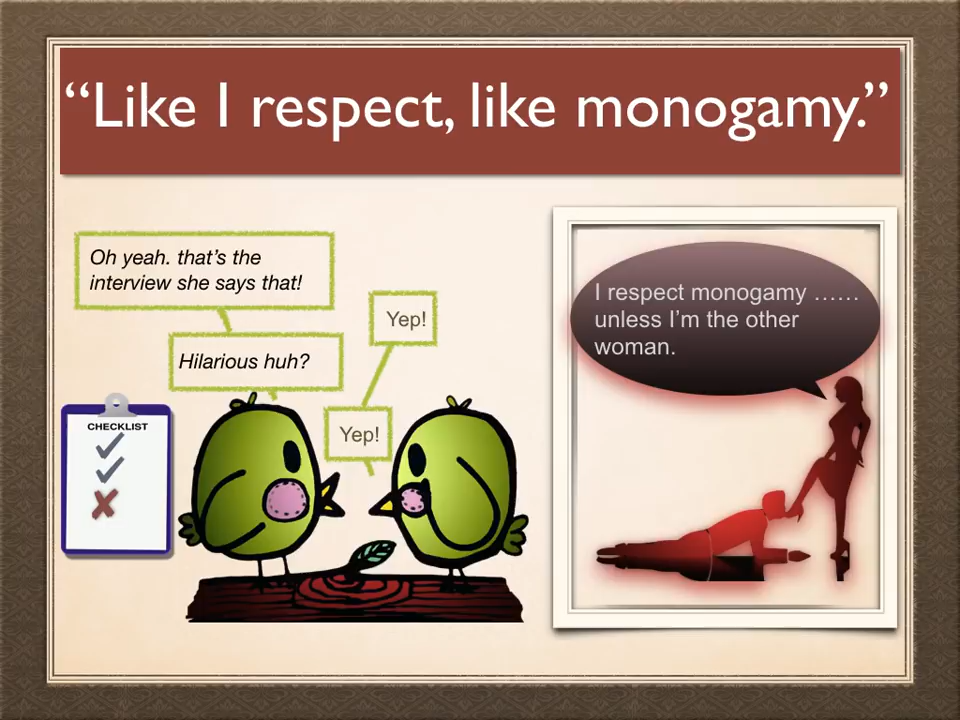 “Like I respect, like monogamy.”
Oh yeah. that’s the
interview she says that!
Hilarious huh?
Yep!
Yep!
CHECKLIST
I respect monogamy ……
unless I’m the other
woman.